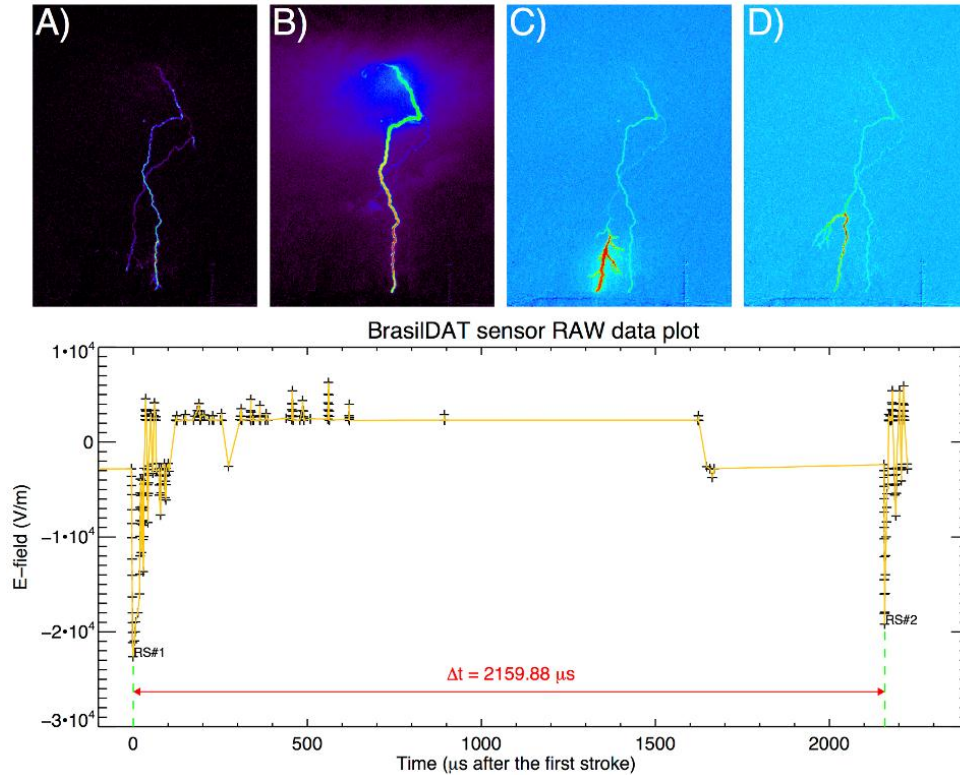 A)
B)
C)
D)
BrasilDAT sensor RAW data plot
1•10⁴
0
−1•10⁴
−2•10⁴
−3•10⁴
E−field (V/m)
RS#1
RS#2
Δt = 2159.88 μs
0
500
1000
1500
2000
Time (μs after the first stroke)